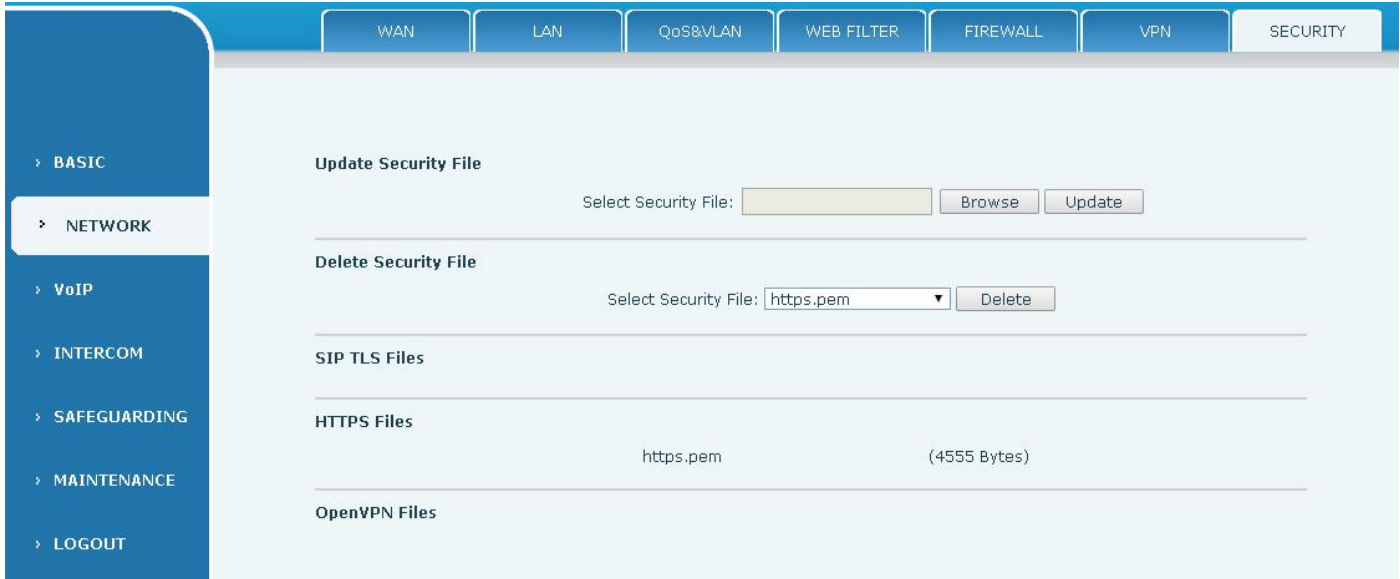 WAN LAN QoS&VLAN WEB FILTER FIREWALL VPN SECURITY
› BASIC
› NETWORK
› VoIP
› INTERCOM
› SAFEGUARDING
› MAINTENANCE
› LOGOUT
Update Security File
Select Security File: Browse Update
Delete Security File
Select Security File: https.pem ▼ Delete
SIP TLS Files
HTTPS Files
https.pem (4555 Bytes)
OpenVPN Files